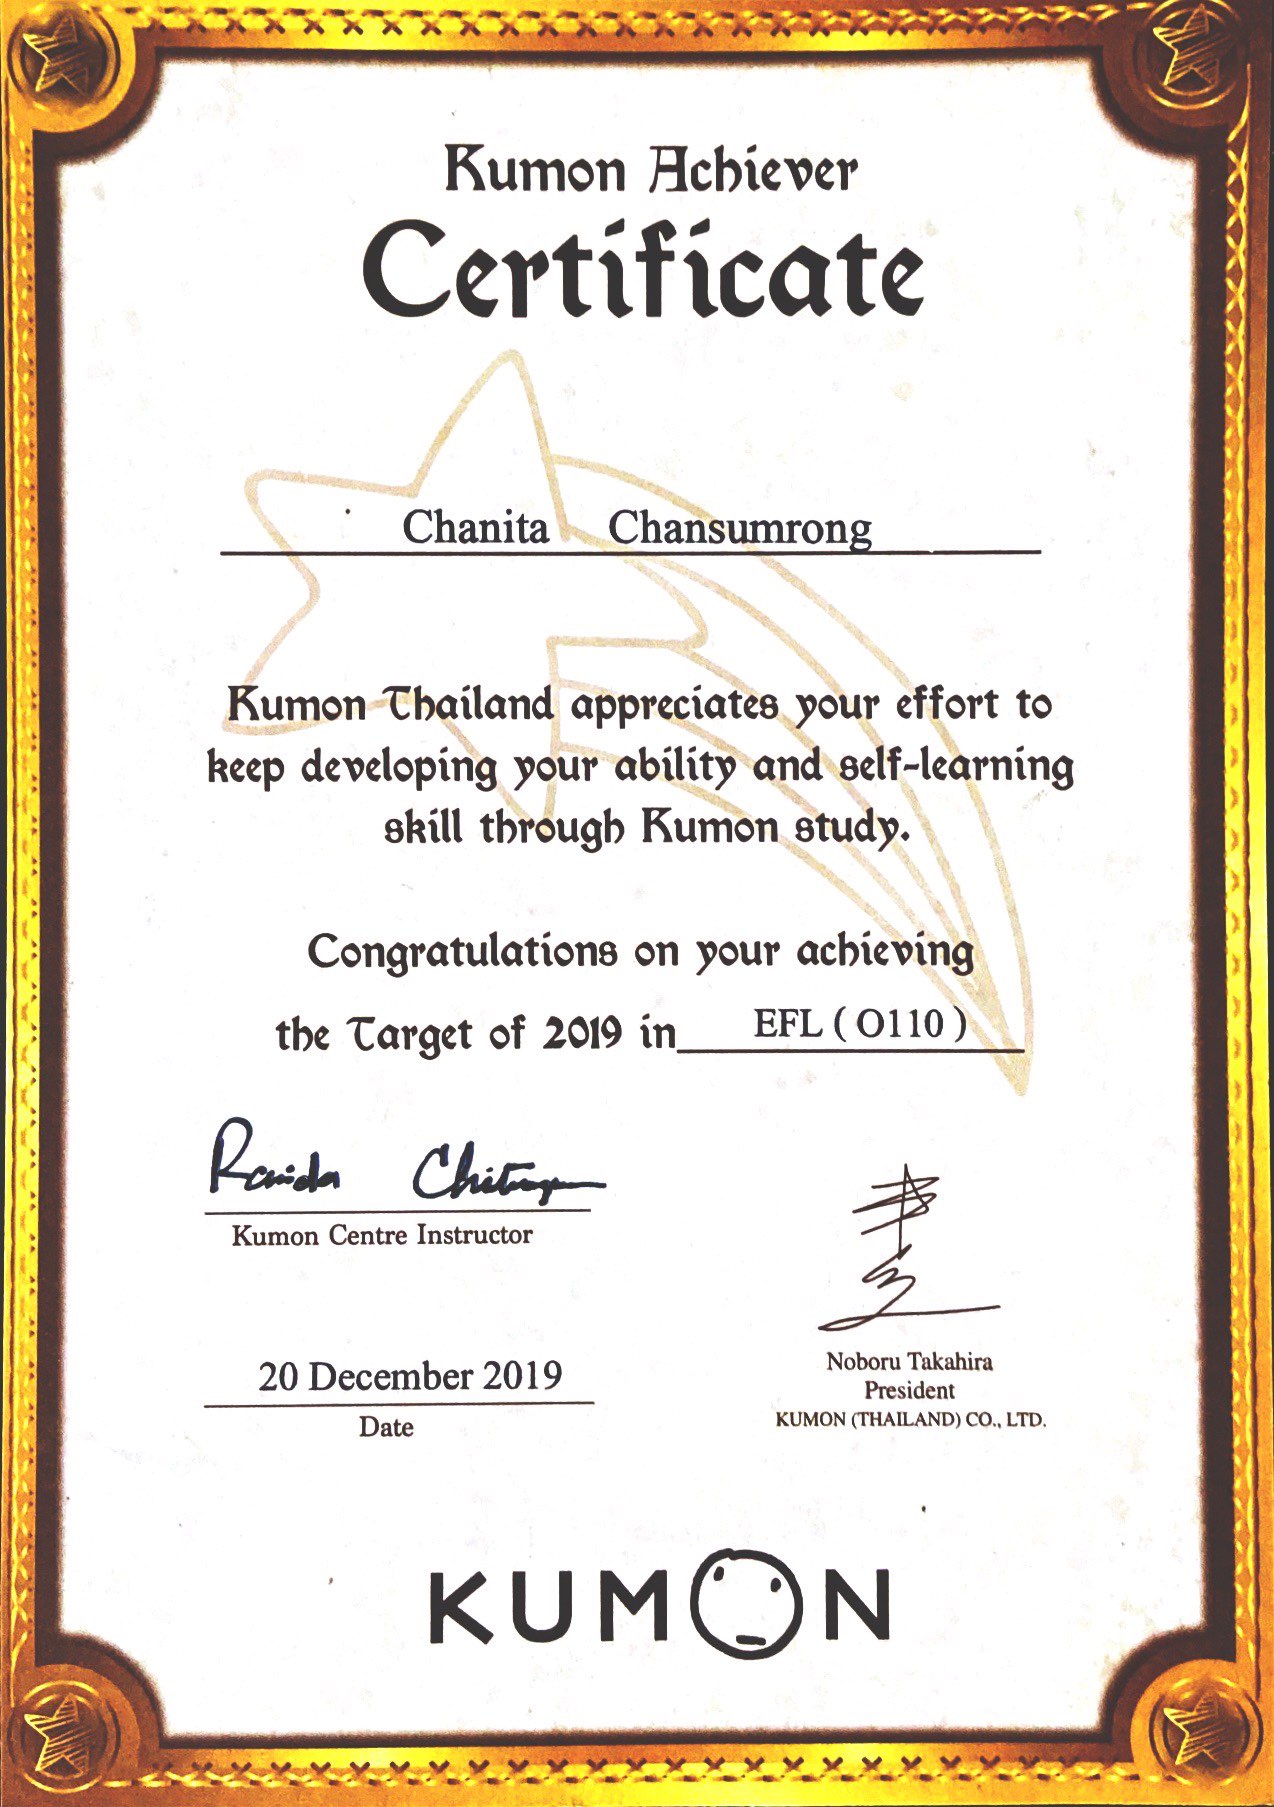 Kumon Achiever
Certificate
Chanita Chansumrong
Kumon Thailand appreciates your effort to
keep developing your ability and self-learning
skill through Kumon study.
Congratulations on your achieving
the Target of 2019 in EFL ( O110 )
Kumon Centre Instructor
20 December 2019
Date
Noboru Takahira
President
KUMON (THAILAND) CO., LTD.
KUMON